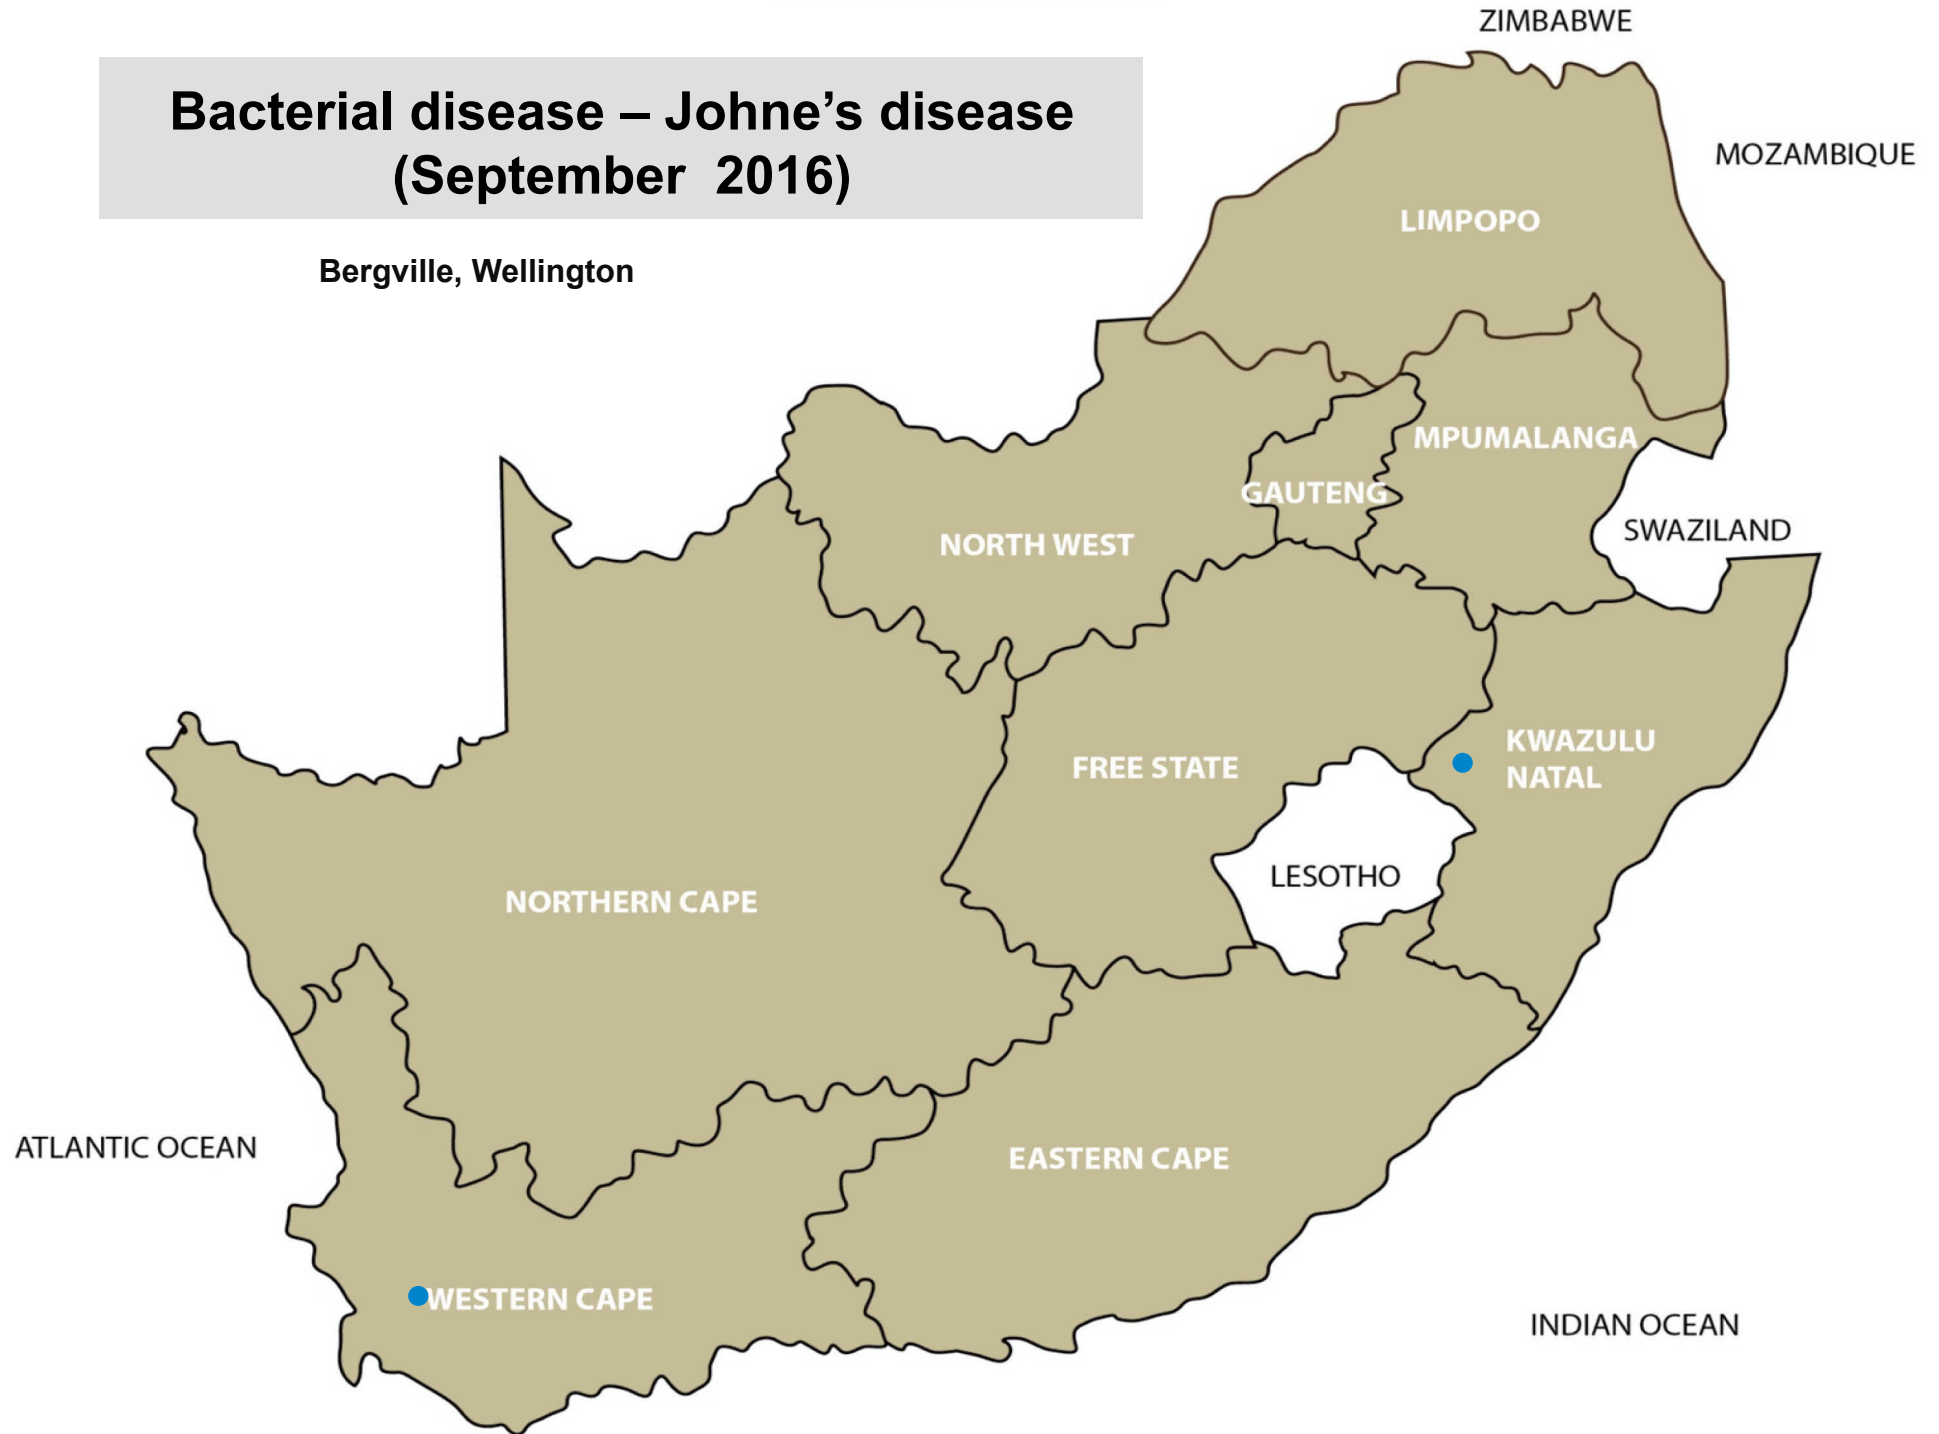 ZIMBABWE
Bacterial disease – Johne’s disease
(September  2016)
MOZAMBIQUE
LIMPOPO
Bergville, Wellington
MPUMALANGA
GAUTENG
SWAZILAND
NORTH WEST
KWAZULU
NATAL
FREE STATE
LESOTHO
NORTHERN CAPE
ATLANTIC OCEAN
EASTERN CAPE
WESTERN CAPE
INDIAN OCEAN